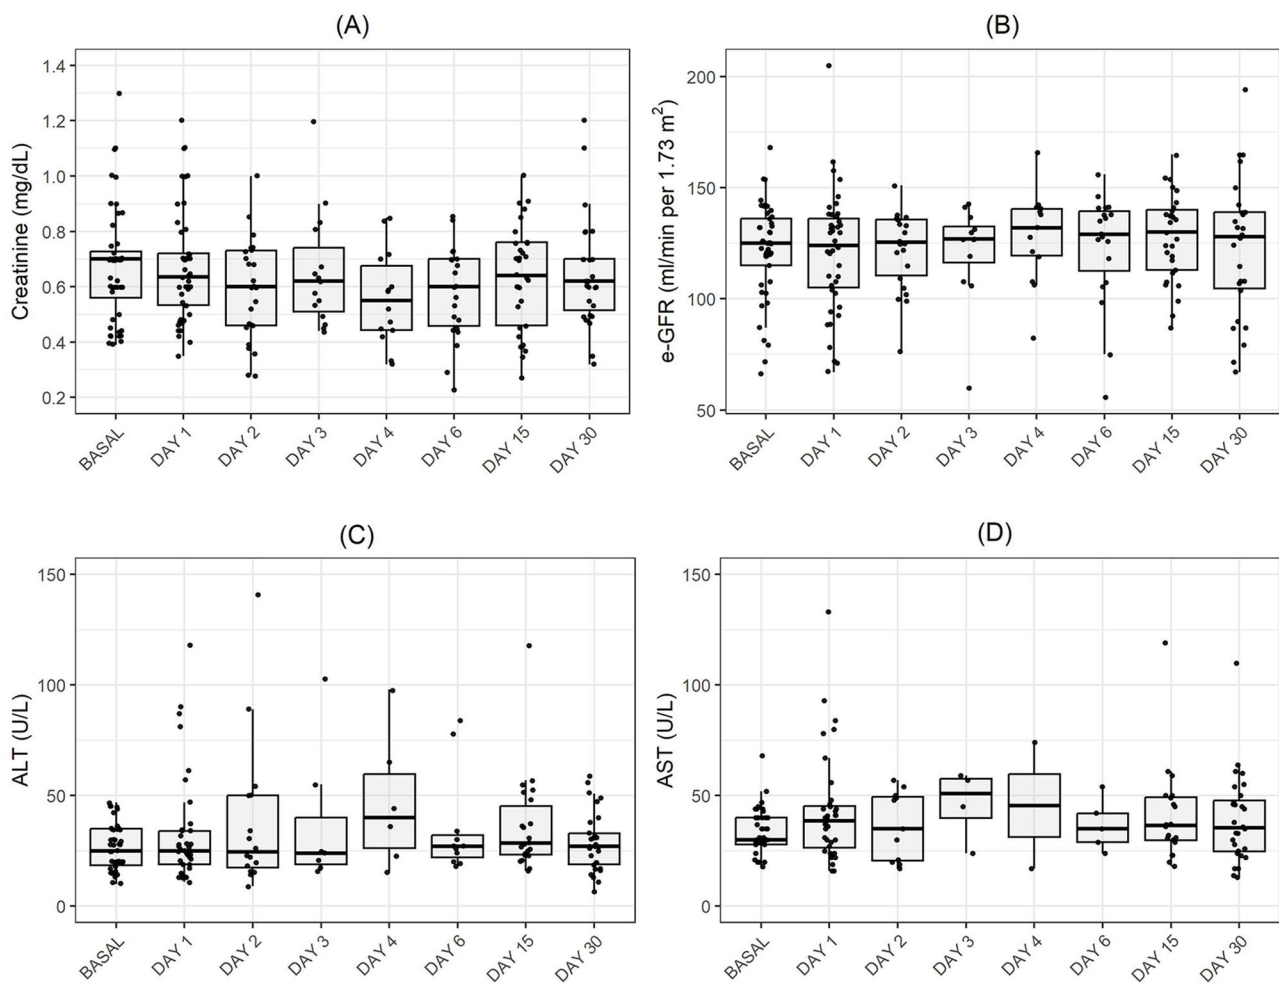 (A)
Creatinine (mg/dL)
1.4
1.2
1.0
0.8
0.6
0.4
0.2
BASAL
DAY 1
DAY 2
DAY 3
DAY 4
DAY 6
DAY 15
DAY 30
(B)
e-GFR (ml/min per 1.73 m²)
200
150
100
50
BASAL
DAY 1
DAY 2
DAY 3
DAY 4
DAY 6
DAY 15
DAY 30
(C)
ALT (U/L)
150
100
50
0
BASAL
DAY 1
DAY 2
DAY 3
DAY 4
DAY 6
DAY 15
DAY 30
(D)
AST (U/L)
150
100
50
0
BASAL
DAY 1
DAY 2
DAY 3
DAY 4
DAY 6
DAY 15
DAY 30